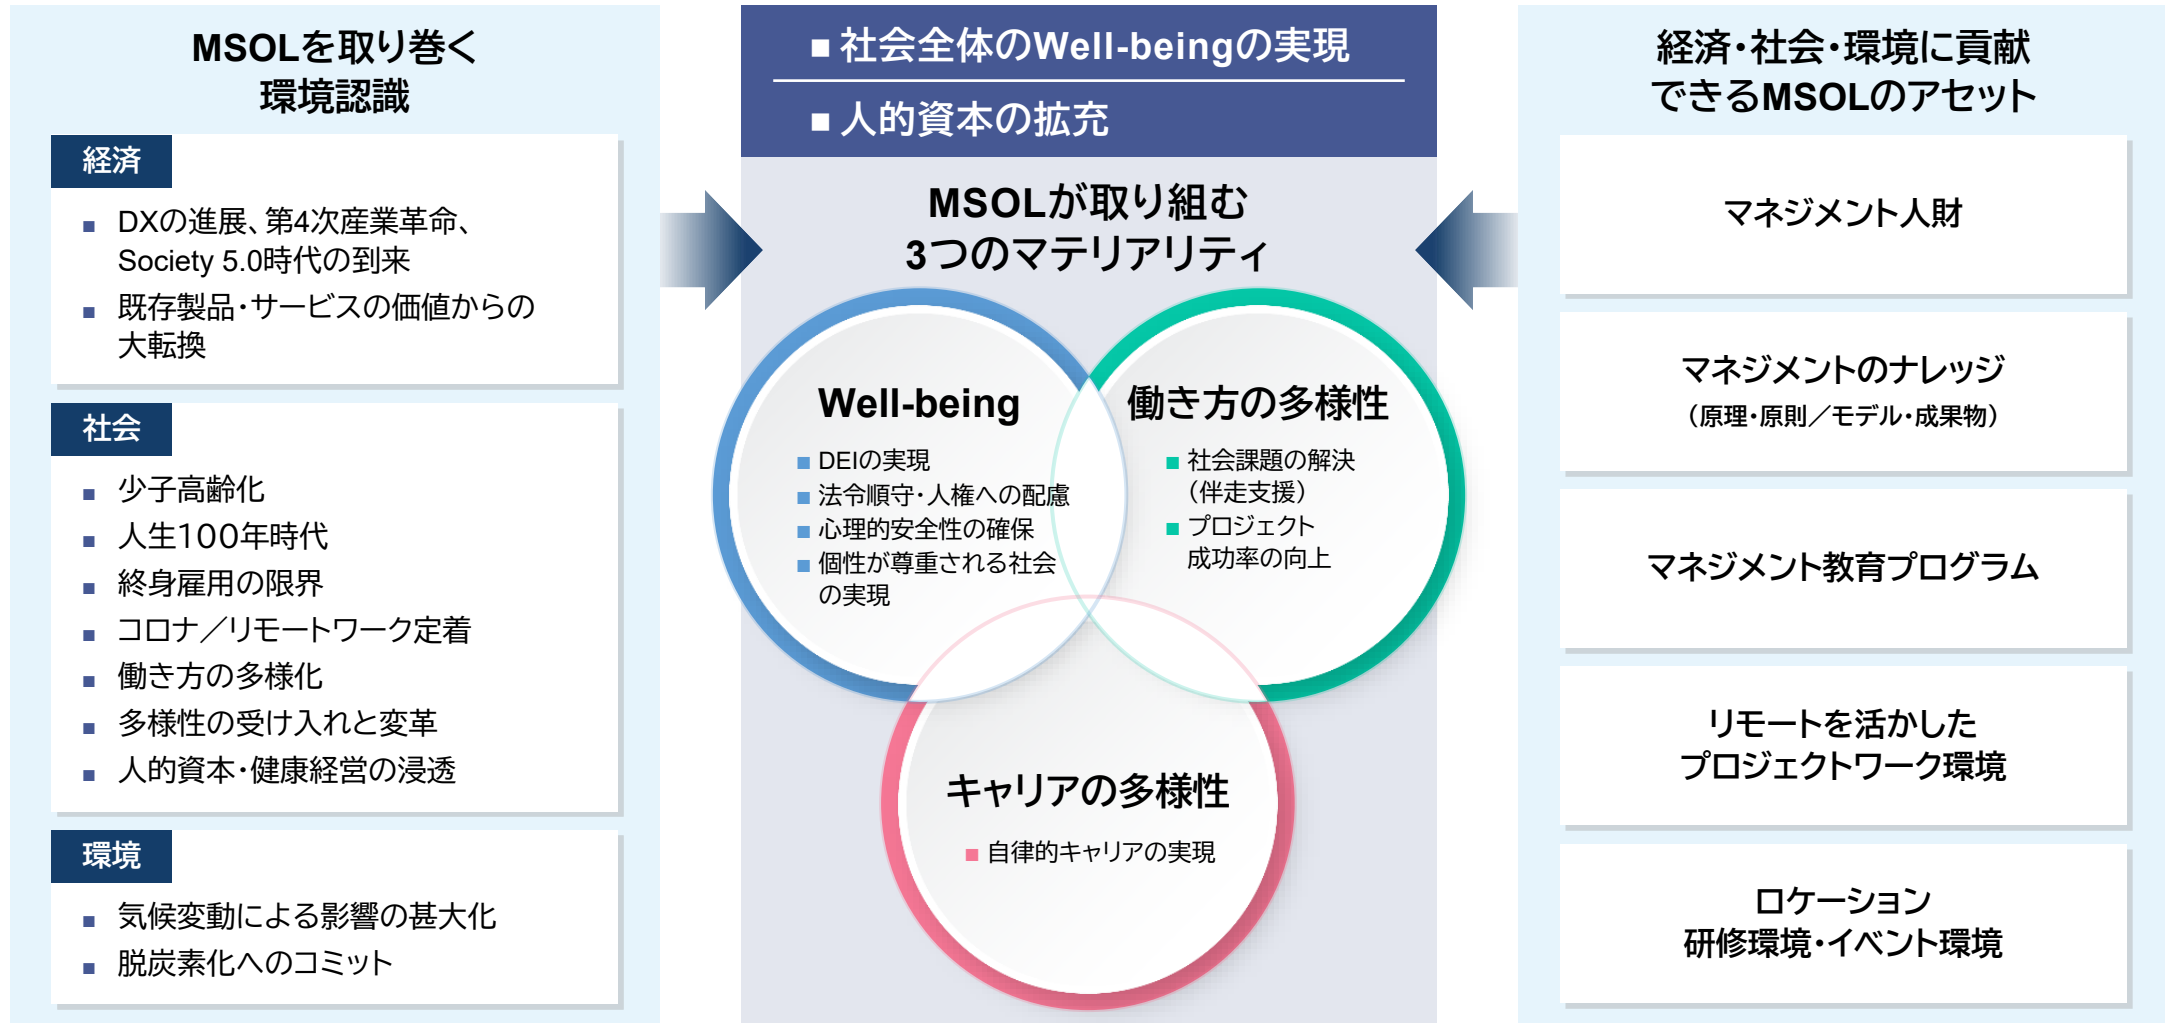 MSOLを取り巻く
環境認識
経済
■ DXの進展、第4次産業革命、
Society 5.0時代の到来
■ 既存製品・サービスの価値からの
大転換
社会
■ 少子高齢化
■ 人生100年時代
■ 終身雇用の限界
■ コロナ／リモートワーク定着
■ 働き方の多様化
■ 多様性の受け入れと変革
■ 人的資本・健康経営の浸透
環境
■ 気候変動による影響の甚大化
■ 脱炭素化へのコミット
■ 社会全体のWell-beingの実現
■ 人的資本の拡充
MSOLが取り組む
3つのマテリアリティ
Well-being
■ DEIの実現
■ 法令順守・人権への配慮
■ 心理的安全性の確保
■ 個性が尊重される社会
の実現
働き方の多様性
■ 社会課題の解決
（伴走支援）
■ プロジェクト
成功率の向上
キャリアの多様性
■ 自律的キャリアの実現
経済・社会・環境に貢献
できるMSOLのアセット
マネジメント人財
マネジメントのナレッジ
（原理・原則／モデル・成果物）
マネジメント教育プログラム
リモートを活かした
プロジェクトワーク環境
ロケーション
研修環境・イベント環境